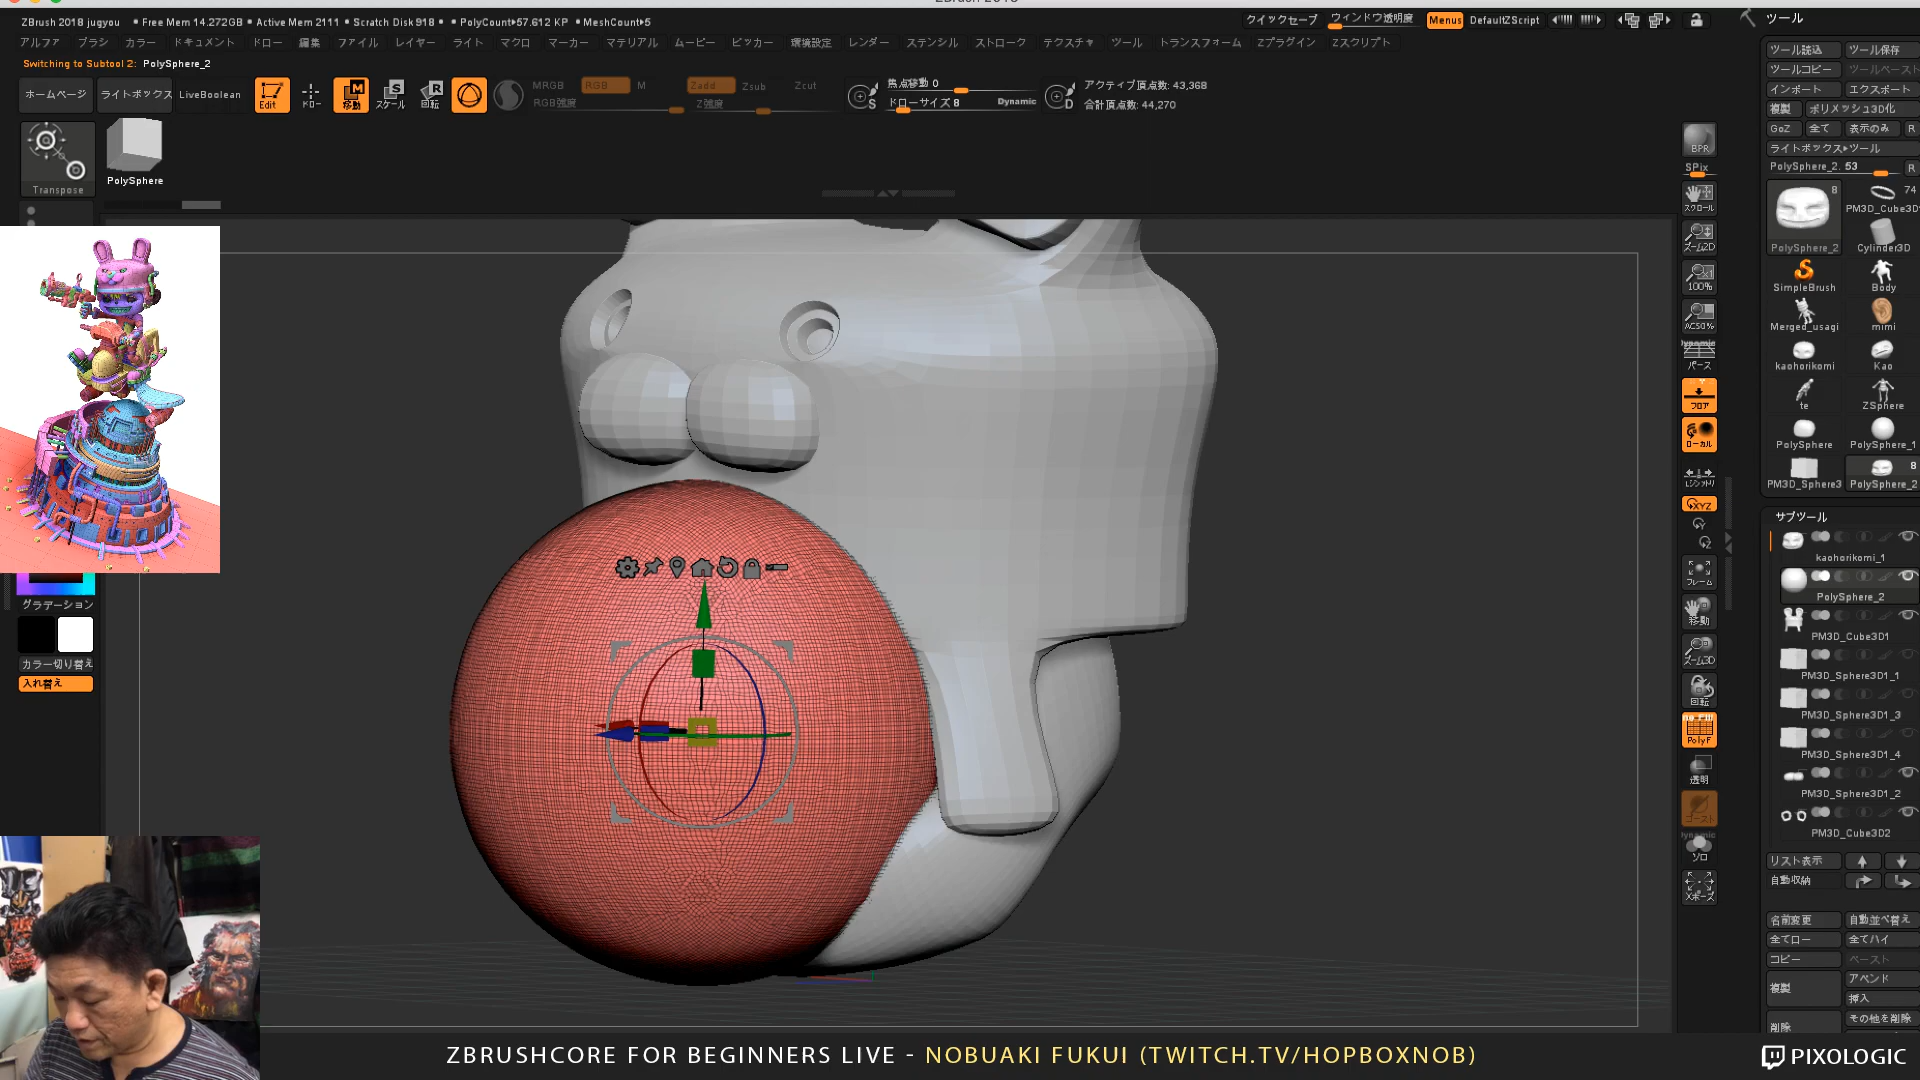 ZBrush 2018 jugyou
• Free Mem 14.272GB • Active Mem 2111 • Scratch Disk 918 • • PolyCount▸57.612 KP • MeshCount▸5
クイックセーブ ウィンドウ透明度 Menus DefaultZScript
ツール
アルファ ブラシ カラー ドキュメント ドロー 編集 ファイル レイヤー ライト マクロ マーカー マテリアル ムービー ピッカー 環境設定 レンダー ステンシル ストローク テクスチャ ツール トランスフォーム Zプラグイン Zスクリプト
Switching to Subtool 2: PolySphere_2
ホームページ ライトボックス LiveBoolean
Edit ドロー 移動 スケール 回転
MRGB RGB M Zadd Zsub Zcut
RGB強度 Z強度
焦点移動 0
ドローサイズ 8 Dynamic
アクティブ頂点数: 43,368
合計頂点数: 44,270
Transpose
PolySphere
グラデーション
カラー切り替え
入れ替え
BPR
SPix
スクロール
ズーム2D
100%
AC50%
Dynamic
パース
フロア
ローカル
XYZ
フレーム
移動
ズーム3D
回転
PolyF
透明
ゴースト
Dynamic
ソロ
Xポーズ
ツール読込 ツール保存
ツールコピー ツールペースト
インポート エクスポート
複製 ポリメッシュ3D化
GoZ 全て 表示のみ R
ライトボックス▸ツール
PolySphere_2. 53 R
8 74
PM3D_Cube3D
PolySphere_2 Cylinder3D
SimpleBrush Body
Merged_usagi mimi
kaohorikomi Kao
te ZSphere
PolySphere PolySphere_1
8
PM3D_Sphere3 PolySphere_2
サブツール
kaohorikomi_1
PolySphere_2
PM3D_Cube3D1
PM3D_Sphere3D1_1
PM3D_Sphere3D1_3
PM3D_Sphere3D1_4
PM3D_Sphere3D1_2
PM3D_Cube3D2
リスト表示
自動収納
名前変更 自動並べ替え
全てロー 全てハイ
コピー ペースト
複製 アペンド
挿入
削除 その他を削除
ZBRUSHCORE FOR BEGINNERS LIVE - NOBUAKI FUKUI (TWITCH.TV/HOPBOXNOB)
PIXOLOGIC